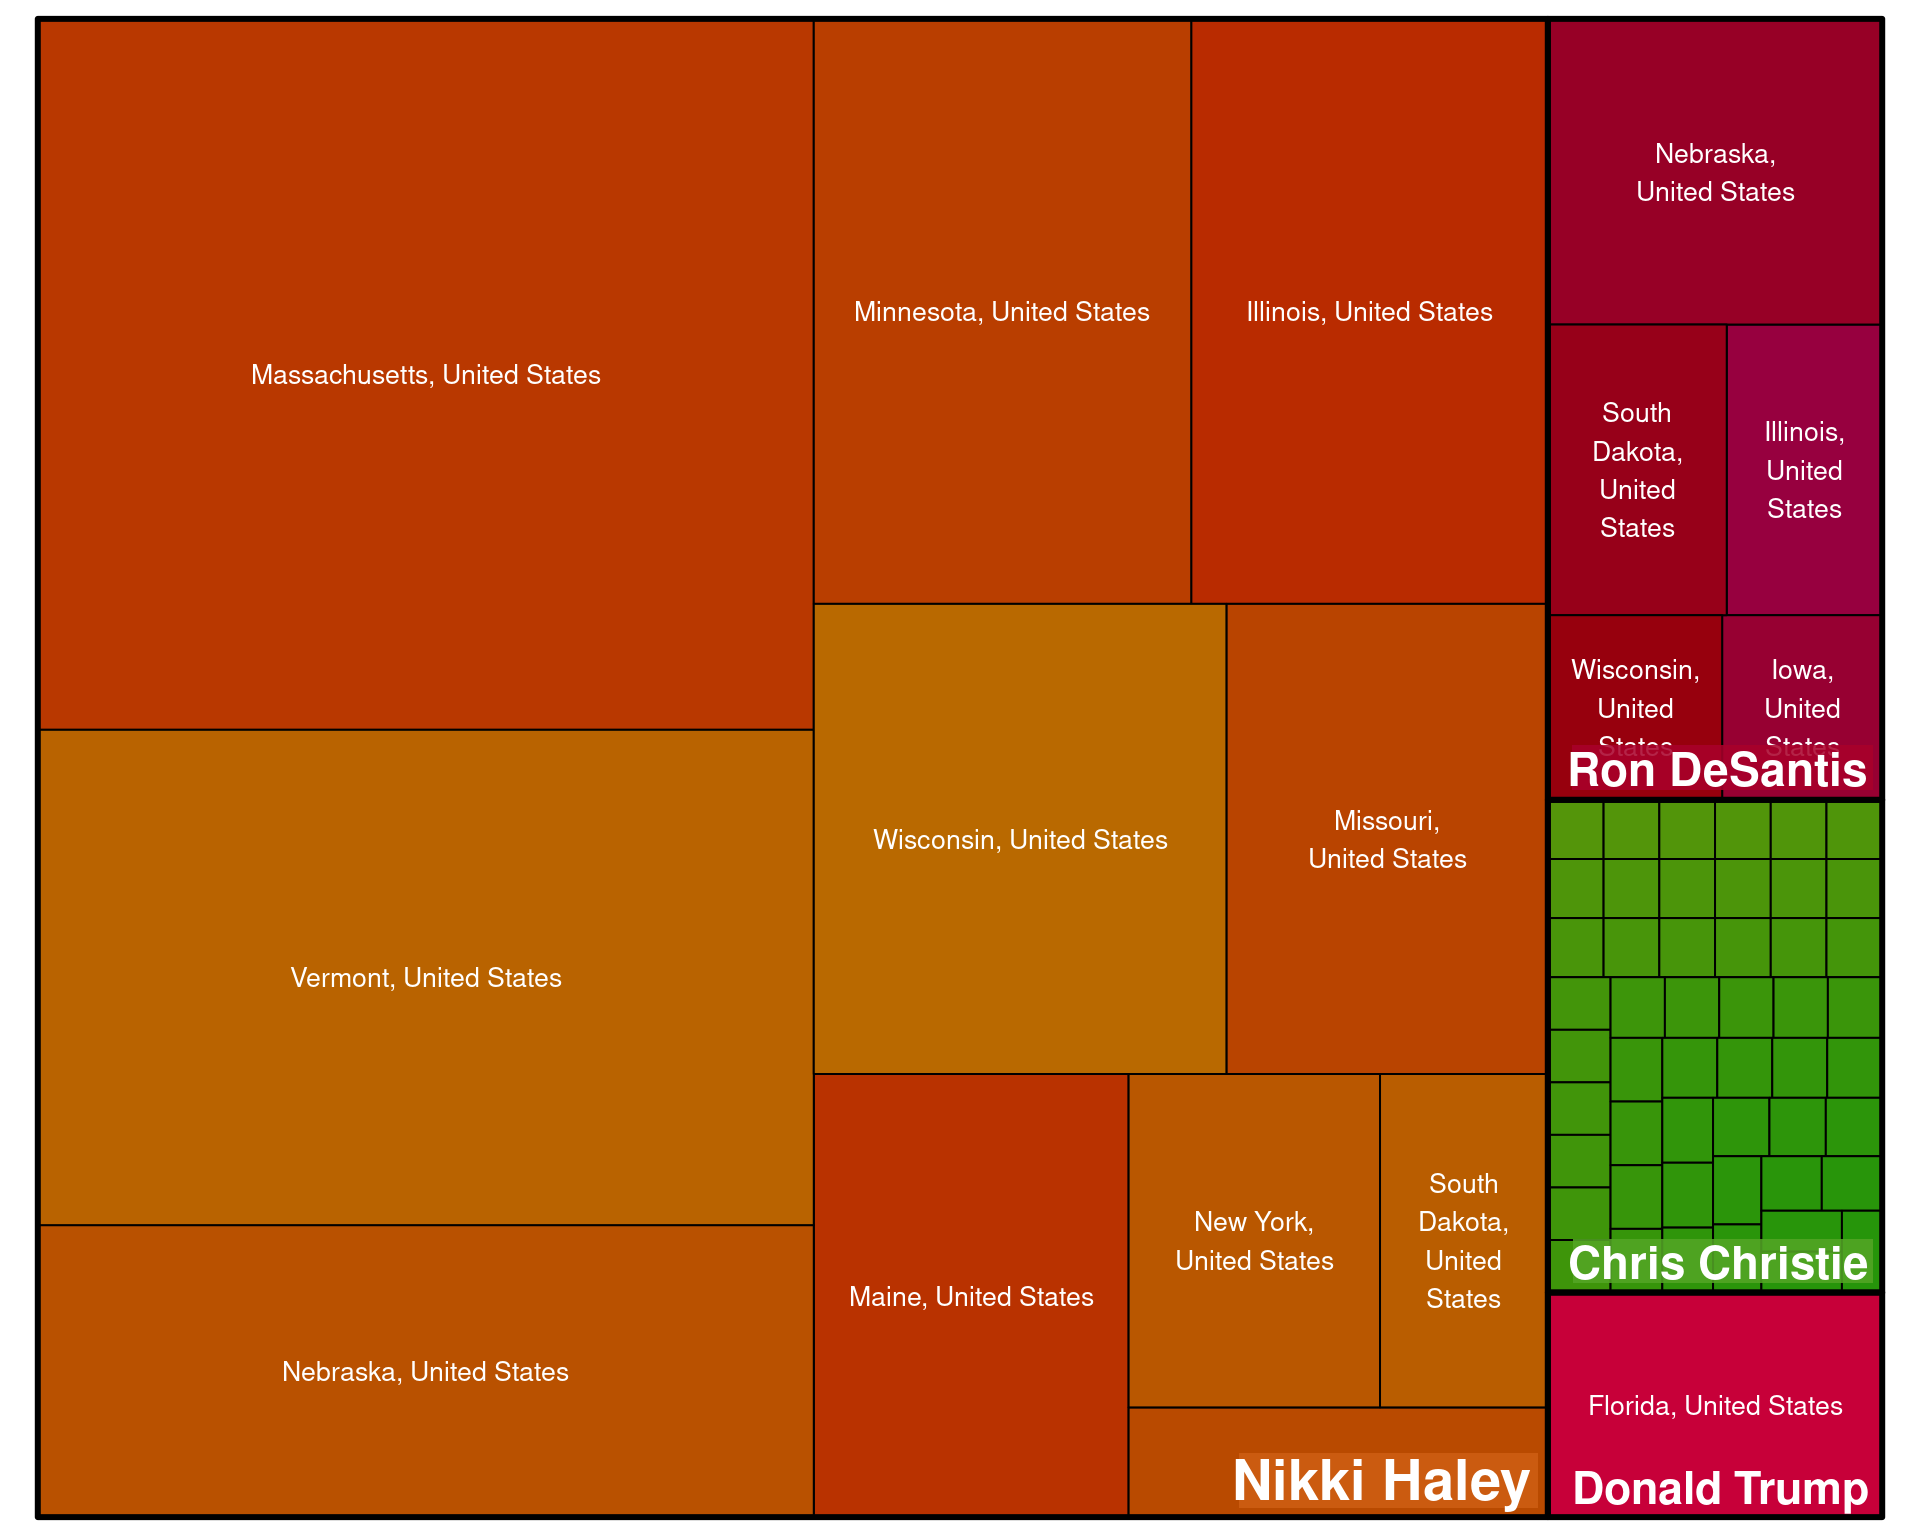 Massachusetts, United States
Vermont, United States
Nebraska, United States
Minnesota, United States
Illinois, United States
Wisconsin, United States
Missouri,
United States
Maine, United States
New York,
United States
South
Dakota,
United
States
Nikki Haley
Nebraska,
United States
South
Dakota,
United
States
Illinois,
United
States
Wisconsin,
United
States
Iowa,
United
States
Ron DeSantis
Chris Christie
Florida, United States
Donald Trump